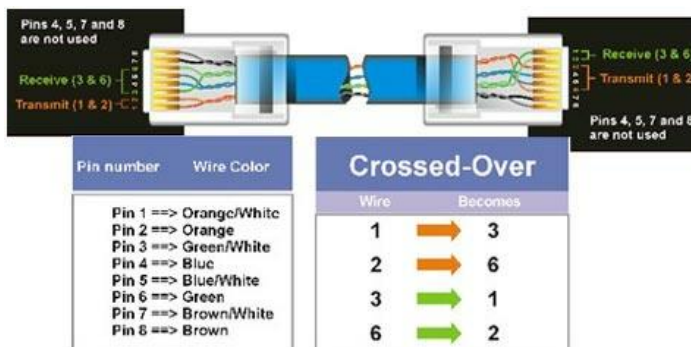 Pins 4, 5, 7 and 8
are not used
Receive (3 & 6)
Transmit (1 & 2)
Receive (3 & 6
Transmit (1 & 2
Pins 4, 5, 7 and 8
are not used
Pin number Wire Color
Pin 1 ==> Orange/White
Pin 2 ==> Orange
Pin 3 ==> Green/White
Pin 4 ==> Blue
Pin 5 ==> Blue/White
Pin 6 ==> Green
Pin 7 ==> Brown/White
Pin 8 ==> Brown
Crossed-Over
Wire Becomes
1 3
2 6
3 1
6 2